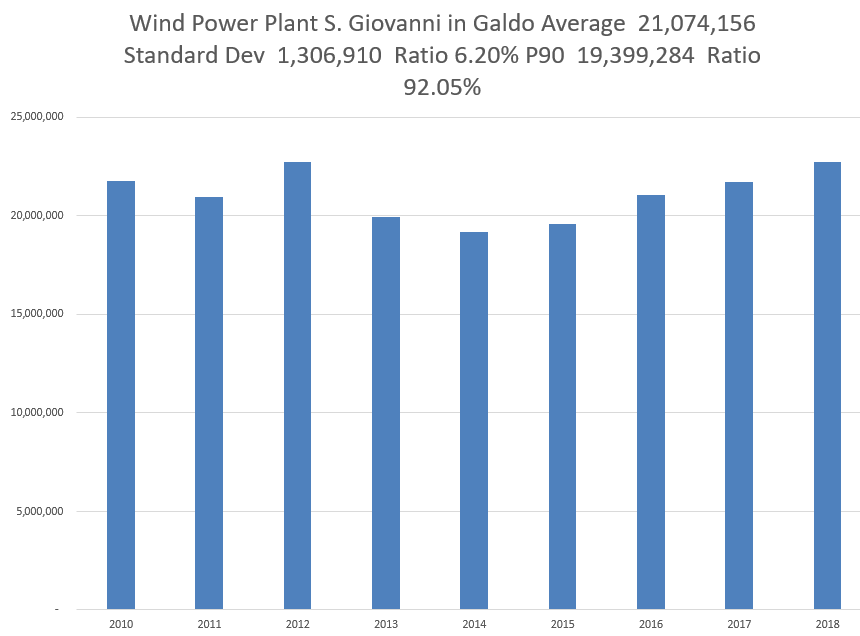 Wind Power Plant S. Giovanni in Galdo Average  21,074,156
Standard Dev  1,306,910  Ratio 6.20% P90  19,399,284  Ratio
92.05%
25,000,000
20,000,000
15,000,000
10,000,000
5,000,000
-
2010 2011 2012 2013 2014 2015 2016 2017 2018